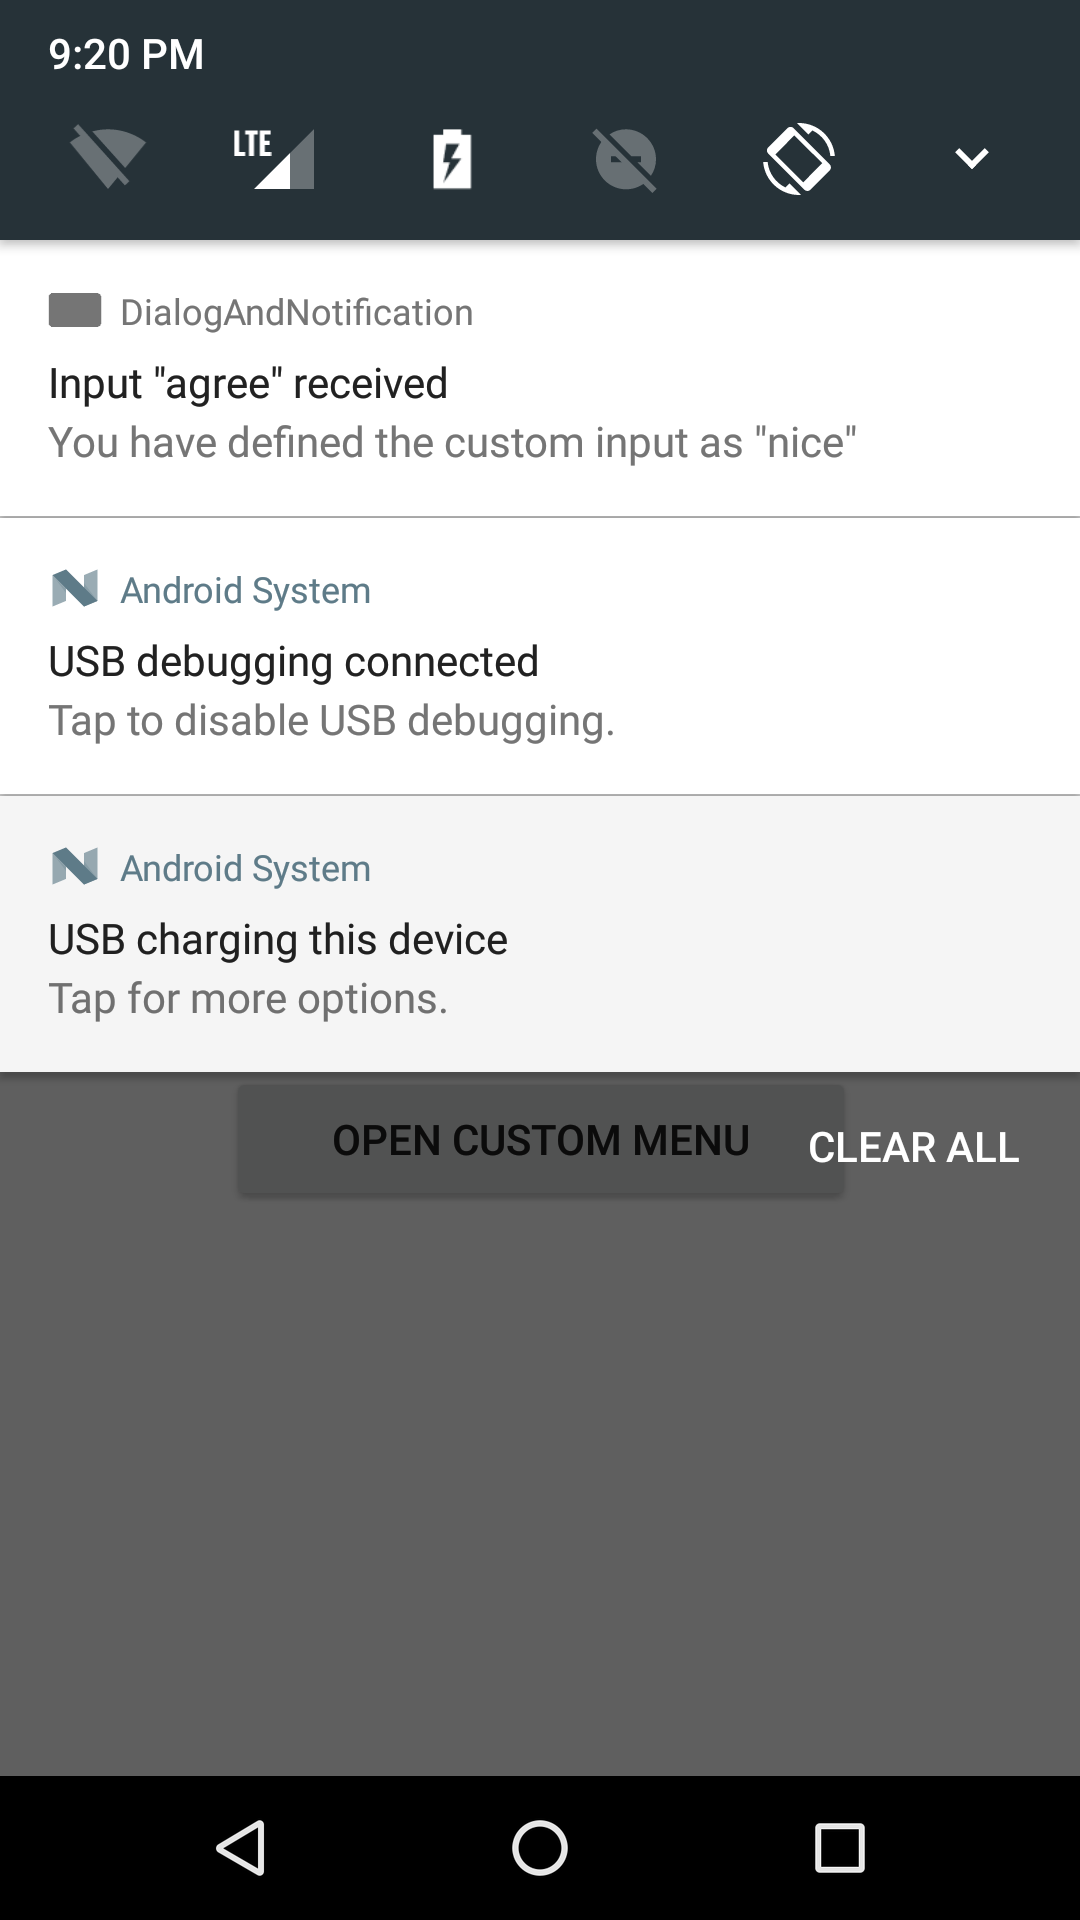 9:20 PM
LTE
DialogAndNotification
Input "agree" received
You have defined the custom input as "nice"
Android System
USB debugging connected
Tap to disable USB debugging.
Android System
USB charging this device
Tap for more options.
OPEN CUSTOM MENU
CLEAR ALL